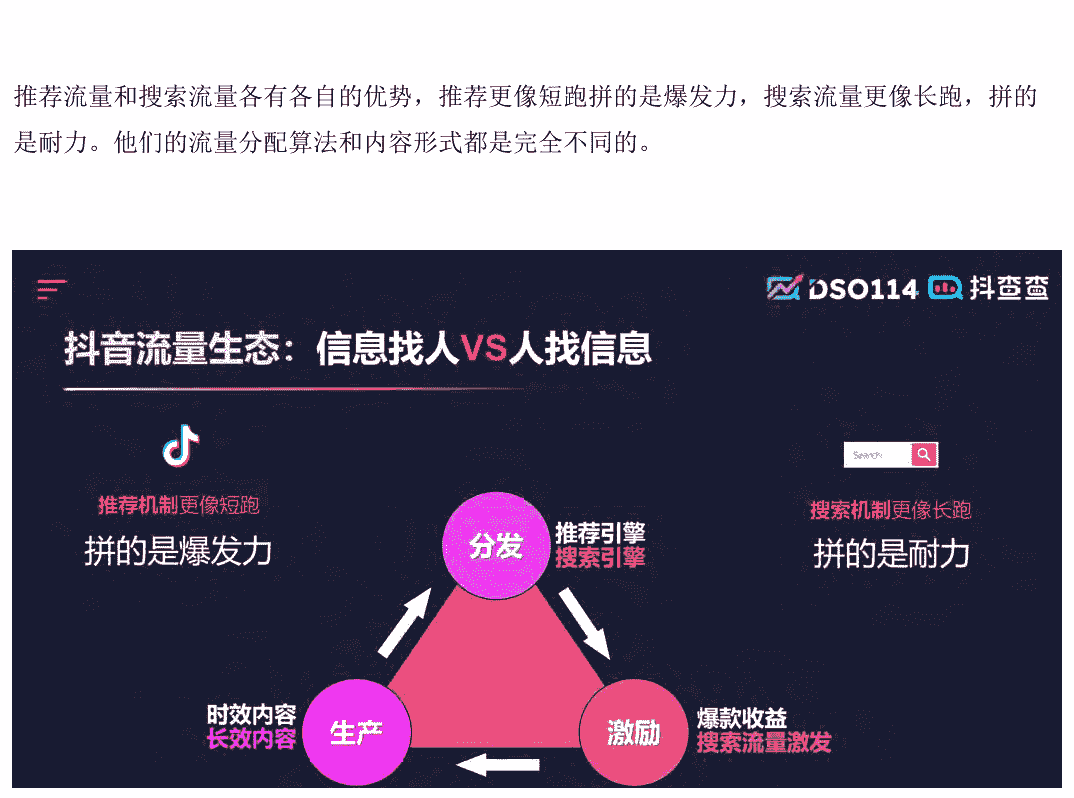 推荐流量和搜索流量各有各自的优势，推荐更像短跑拼的是爆发力，搜索流量更像长跑，拼的
是耐力。他们的流量分配算法和内容形式都是完全不同的。
DSO114 抖查查
抖音流量生态：信息找人VS人找信息
Search
推荐机制更像短跑
拼的是爆发力
搜索机制更像长跑
拼的是耐力
分发
推荐引擎
搜索引擎
时效内容
长效内容
生产
激励
爆款收益
搜索流量激发